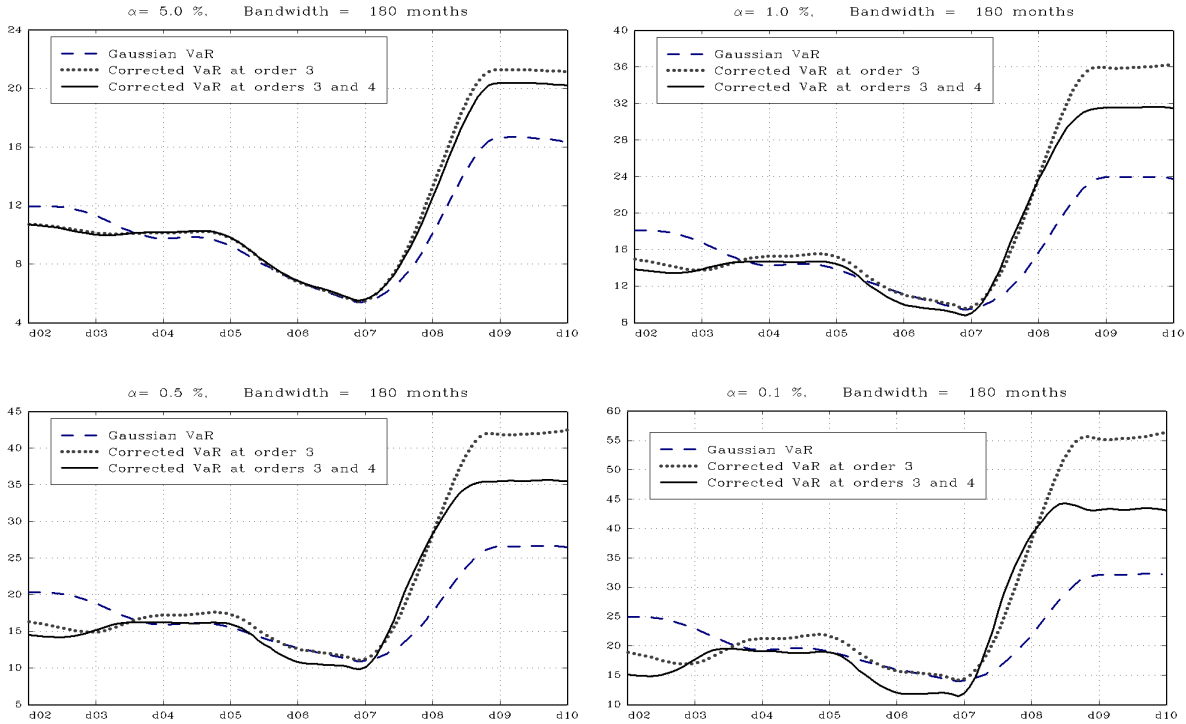 α= 5.0 %,    Bandwidth =  180 months
24
20
16
12
8
4
Gaussian VaR
Corrected VaR at order 3
Corrected VaR at orders 3 and 4
d02 d03 d04 d05 d06 d07 d08 d09 d10
α= 1.0 %,    Bandwidth =  180 months
40
36
32
28
24
20
16
12
8
Gaussian VaR
Corrected VaR at order 3
Corrected VaR at orders 3 and 4
d02 d03 d04 d05 d06 d07 d08 d09 d10
α= 0.5 %,    Bandwidth =  180 months
45
40
35
30
25
20
15
10
5
Gaussian VaR
Corrected VaR at order 3
Corrected VaR at orders 3 and 4
d02 d03 d04 d05 d06 d07 d08 d09 d10
α= 0.1 %,    Bandwidth =  180 months
60
55
50
45
40
35
30
25
20
15
10
Gaussian VaR
Corrected VaR at order 3
Corrected VaR at orders 3 and 4
d02 d03 d04 d05 d06 d07 d08 d09 d10